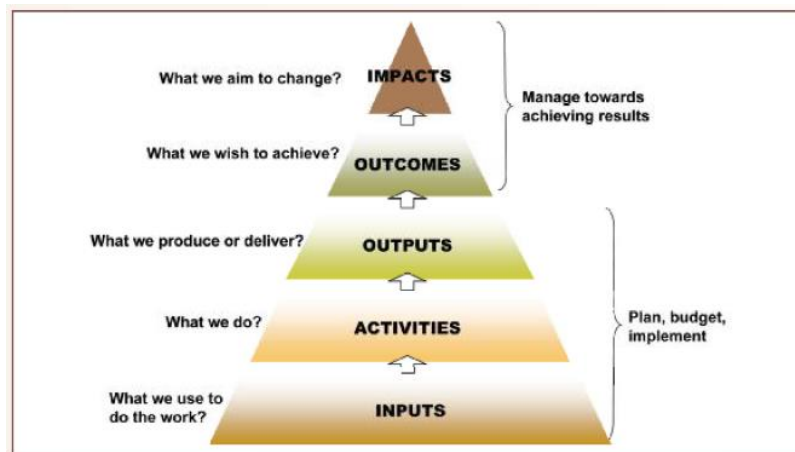 What we aim to change?
IMPACTS
Manage towards
achieving results
What we wish to achieve?
OUTCOMES
What we produce or deliver?
OUTPUTS
What we do?
ACTIVITIES
Plan, budget,
implement
What we use to
do the work?
INPUTS